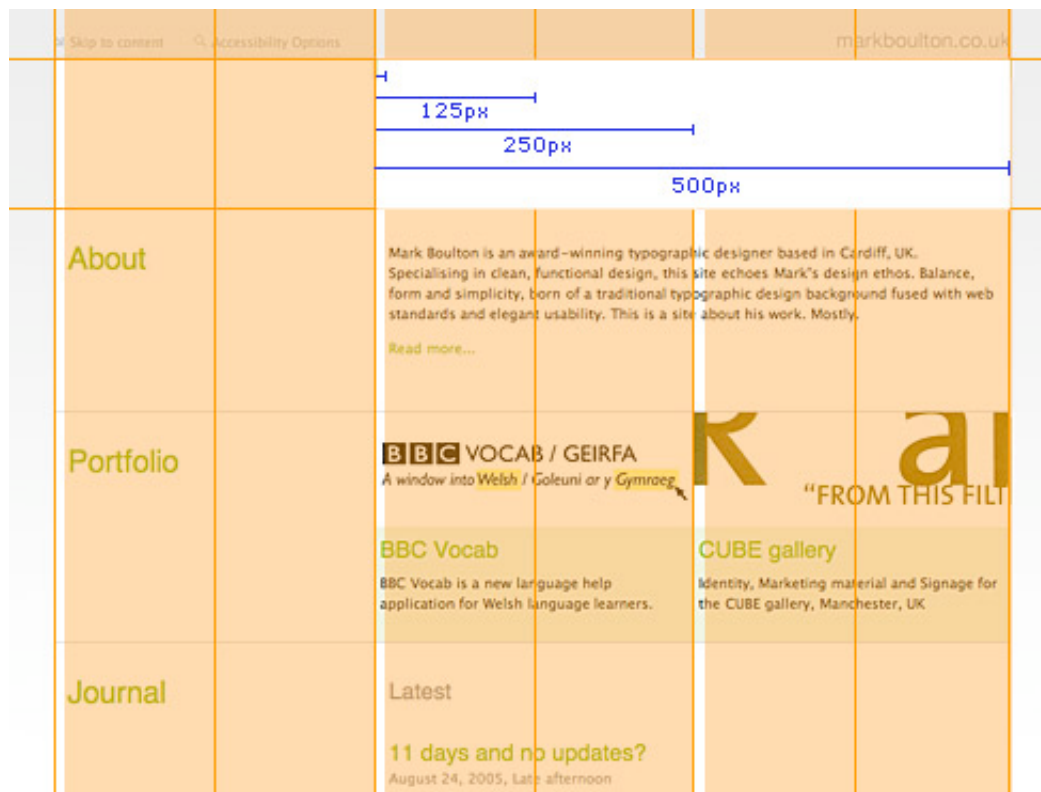 Skip to content Accessibility Options markboulton.co.uk
125px
250px
500px
About
Mark Boulton is an award-winning typographic designer based in Cardiff, UK.
Specialising in clean, functional design, this site echoes Mark"s design ethos. Balance,
form and simplicity, born of a traditional typographic design background fused with web
standards and elegant usability. This is a site about his work. Mostly.
Read more...
Portfolio
BBC VOCAB / GEIRFA
A window into Welsh / Goleuni ar y Gymraeg
R ar
"FROM THIS FILT
BBC Vocab
BBC Vocab is a new language help
application for Welsh language learners.
CUBE gallery
Identity, Marketing material and Signage for
the CUBE gallery, Manchester, UK
Journal
Latest
11 days and no updates?
August 24, 2005, Late afternoon